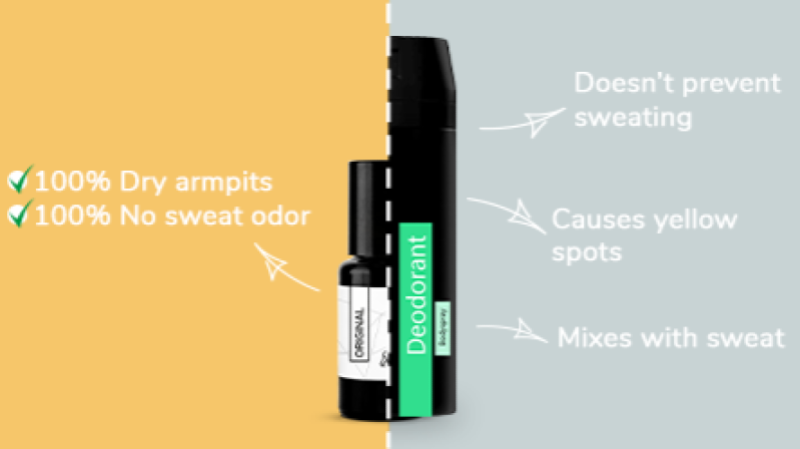 100% Dry armpits
100% No sweat odor
ORIGINAL
Deodorant
Bodyspray
Doesn't prevent
sweating
Causes yellow
spots
Mixes with sweat